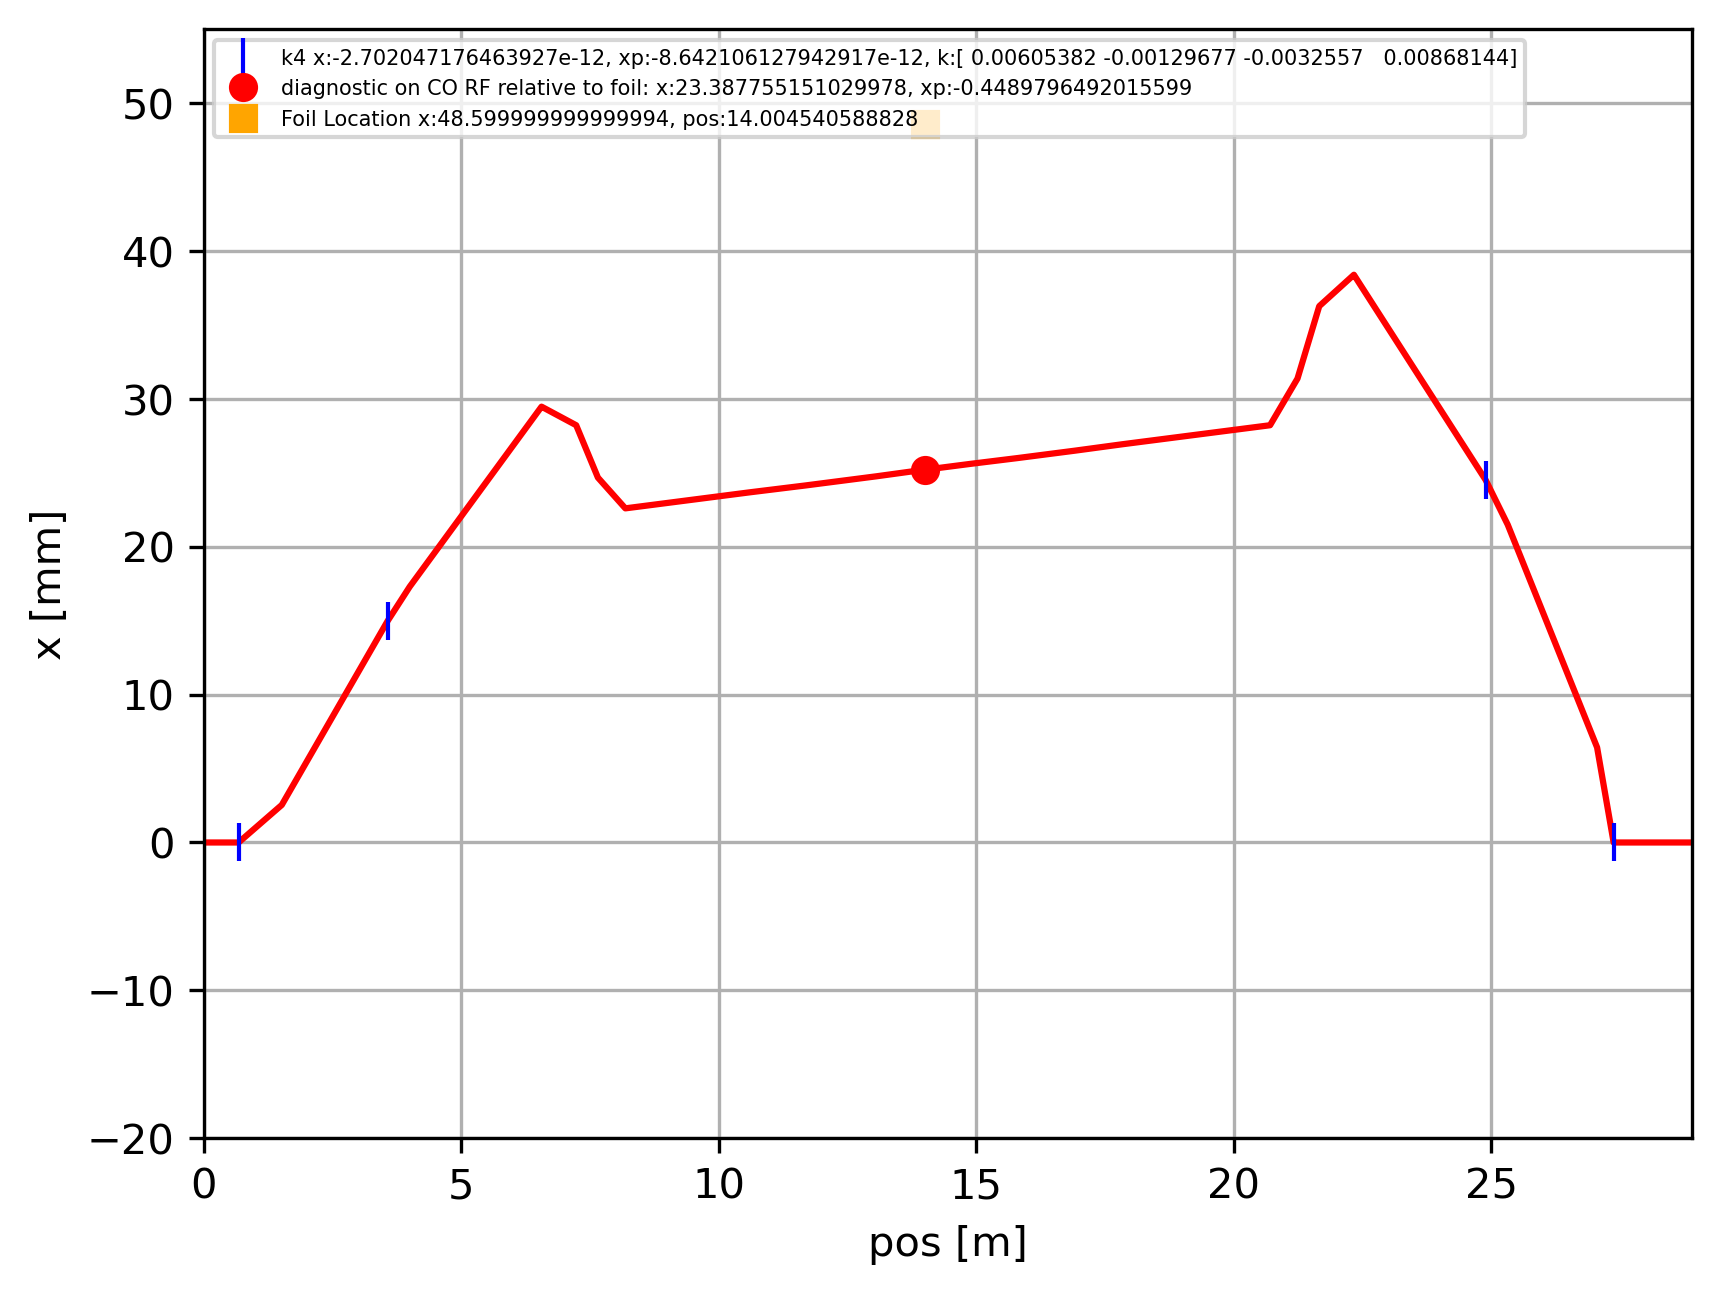 k4 x:-2.702047176463927e-12, xp:-8.642106127942917e-12, k:[ 0.00605382 -0.00129677 -0.0032557   0.00868144]
diagnostic on CO RF relative to foil: x:23.387755151029978, xp:-0.4489796492015599
Foil Location x:48.599999999999994, pos:14.004540588828
50
40
30
20
10
0
−10
−20
x [mm]
0 5 10 15 20 25
pos [m]